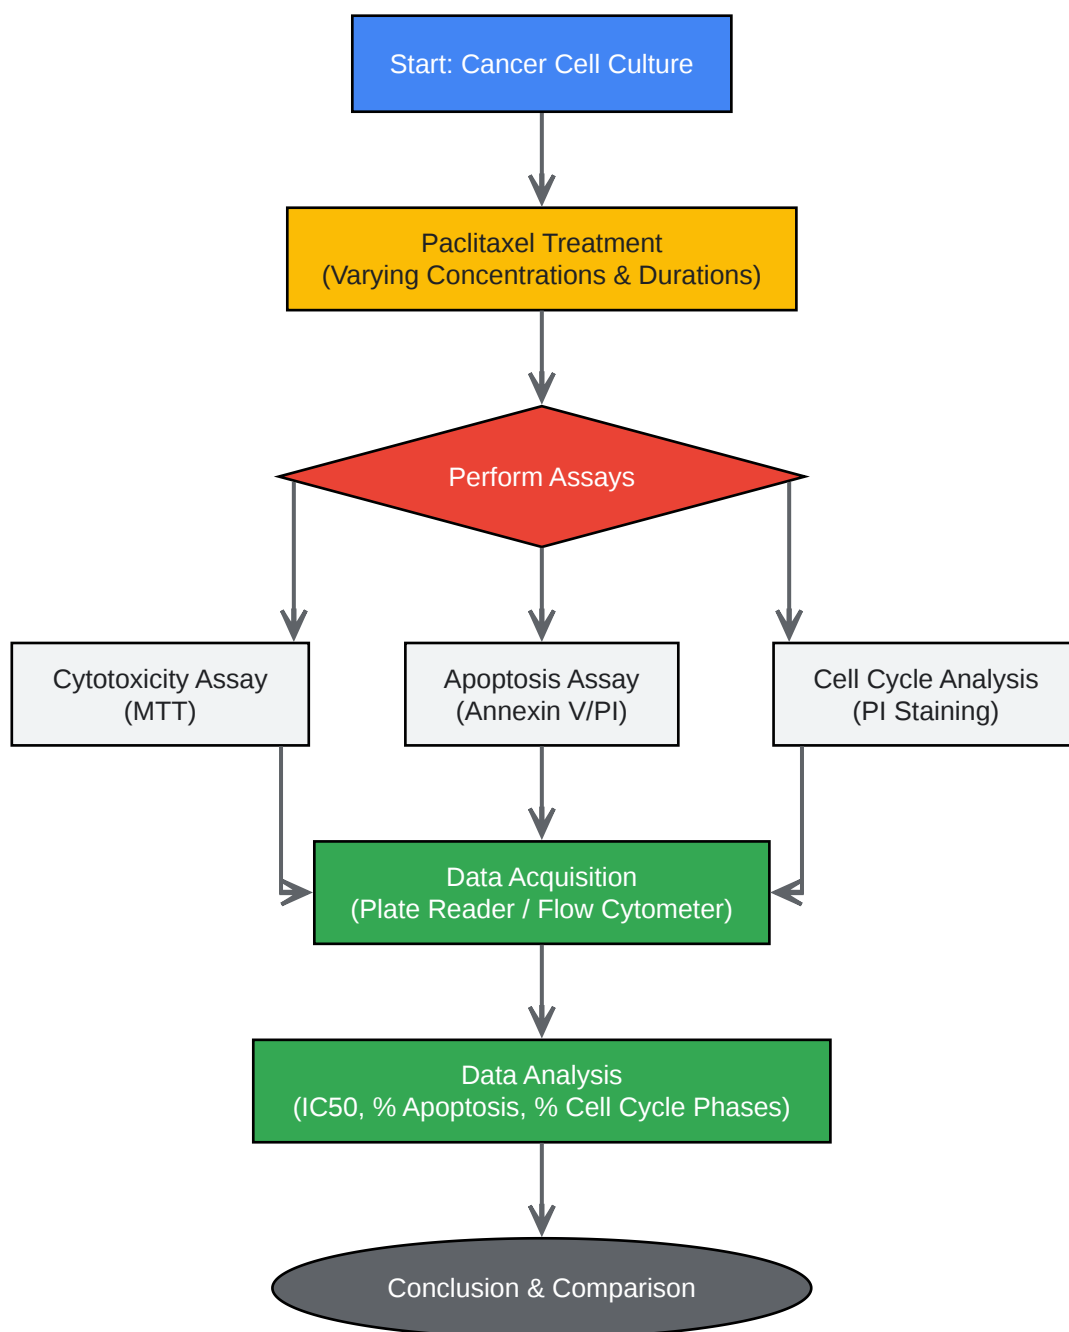 Start: Cancer Cell Culture
Paclitaxel Treatment
(Varying Concentrations & Durations)
Perform Assays
Cytotoxicity Assay
(MTT)
Apoptosis Assay
(Annexin V/PI)
Cell Cycle Analysis
(PI Staining)
Data Acquisition
(Plate Reader / Flow Cytometer)
Data Analysis
(IC50, % Apoptosis, % Cell Cycle Phases)
Conclusion & Comparison